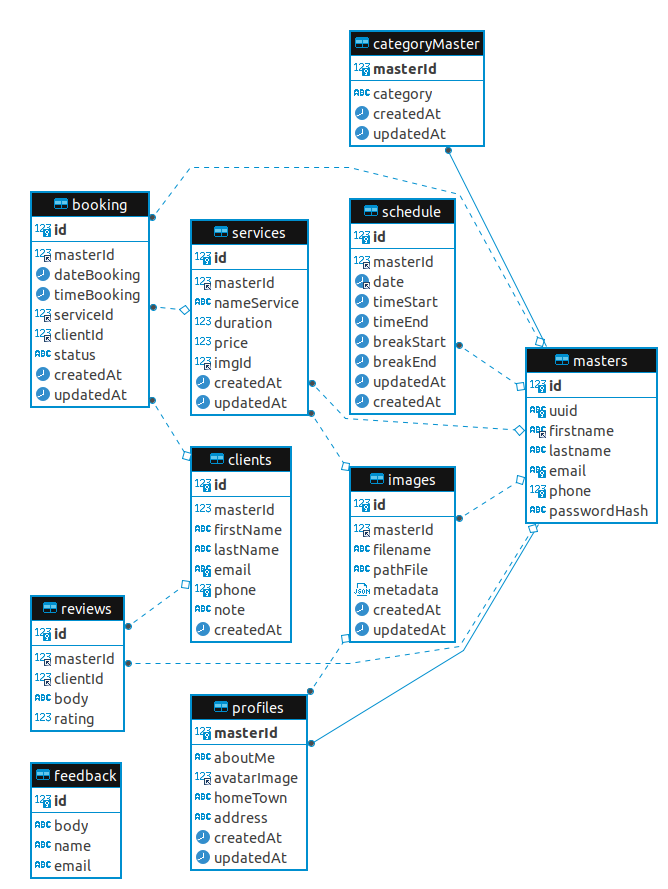 categoryMaster
masterId
category
createdAt
updatedAt
booking
id
masterId
dateBooking
timeBooking
serviceId
clientId
status
createdAt
updatedAt
services
id
masterId
nameService
duration
price
imgId
createdAt
updatedAt
schedule
id
masterId
date
timeStart
timeEnd
breakStart
breakEnd
updatedAt
createdAt
masters
id
uuid
firstname
lastname
email
phone
passwordHash
clients
id
masterId
firstName
lastName
email
phone
note
createdAt
images
id
masterId
filename
pathFile
metadata
createdAt
updatedAt
reviews
id
masterId
clientId
body
rating
profiles
masterId
aboutMe
avatarImage
homeTown
address
createdAt
updatedAt
feedback
id
body
name
email